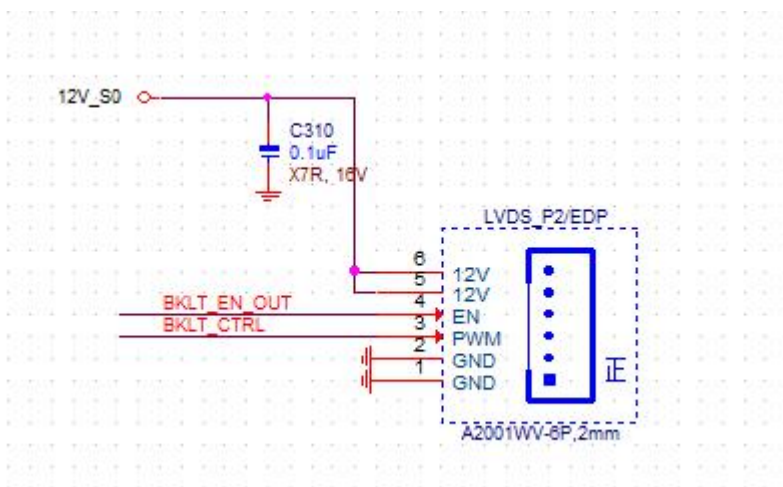 12V_S0
C310
0.1uF
X7R, 16V
LVDS_P2/EDP
6
12V
5
12V
BKLT_EN_OUT
4
EN
BKLT_CTRL
3
PWM
2
GND
1
GND
正
A2001WV-6P,2mm